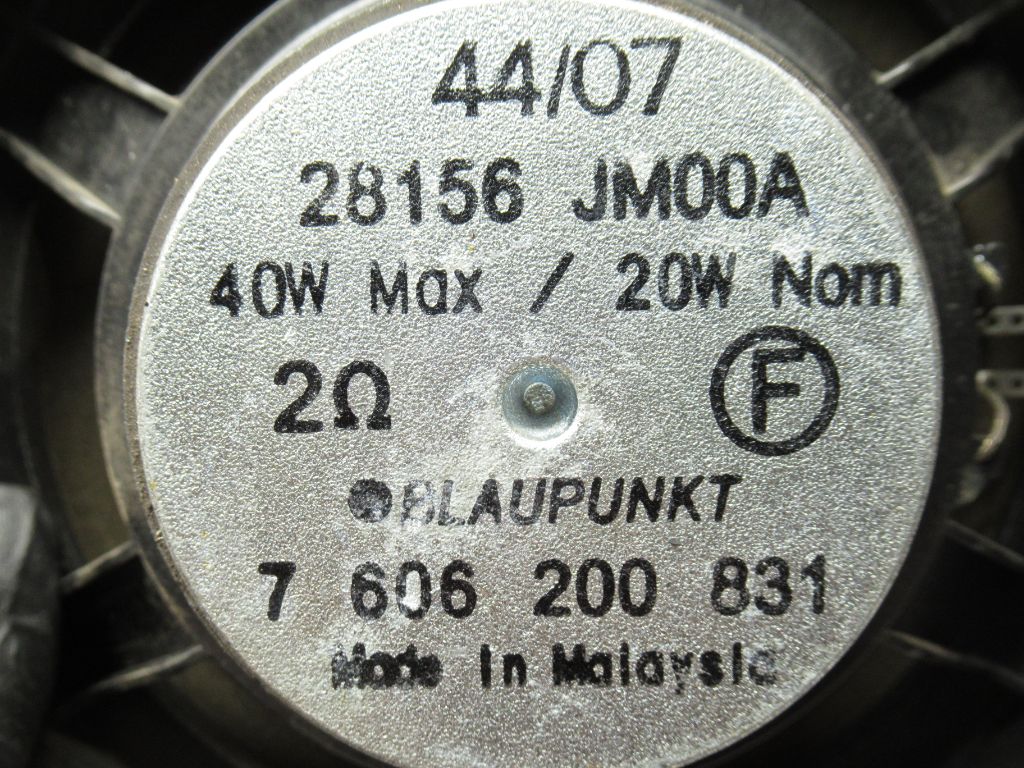 44/07
28156 JM00A
40W Max / 20W Nom
2Ω F
BLAUPUNKT
7 606 200 831
Made In Malaysia